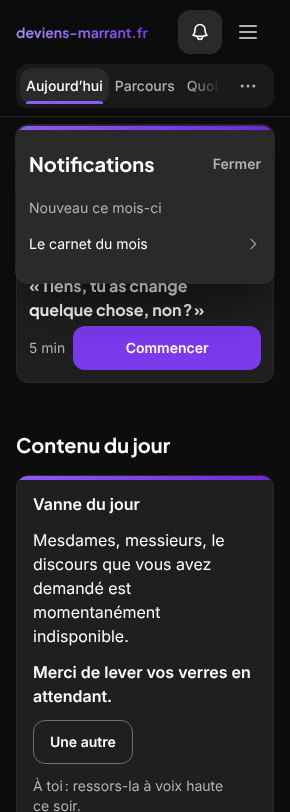 deviens-marrant.fr
Aujourd’hui Parcours Quoi
Notifications Fermer
Nouveau ce mois-ci
Le carnet du mois
« Tiens, tu as changé
quelque chose, non ? »
5 min Commencer
Contenu du jour
Vanne du jour
Mesdames, messieurs, le
discours que vous avez
demandé est
momentanément
indisponible.
Merci de lever vos verres en
attendant.
Une autre
À toi : ressors-la à voix haute
ce soir.